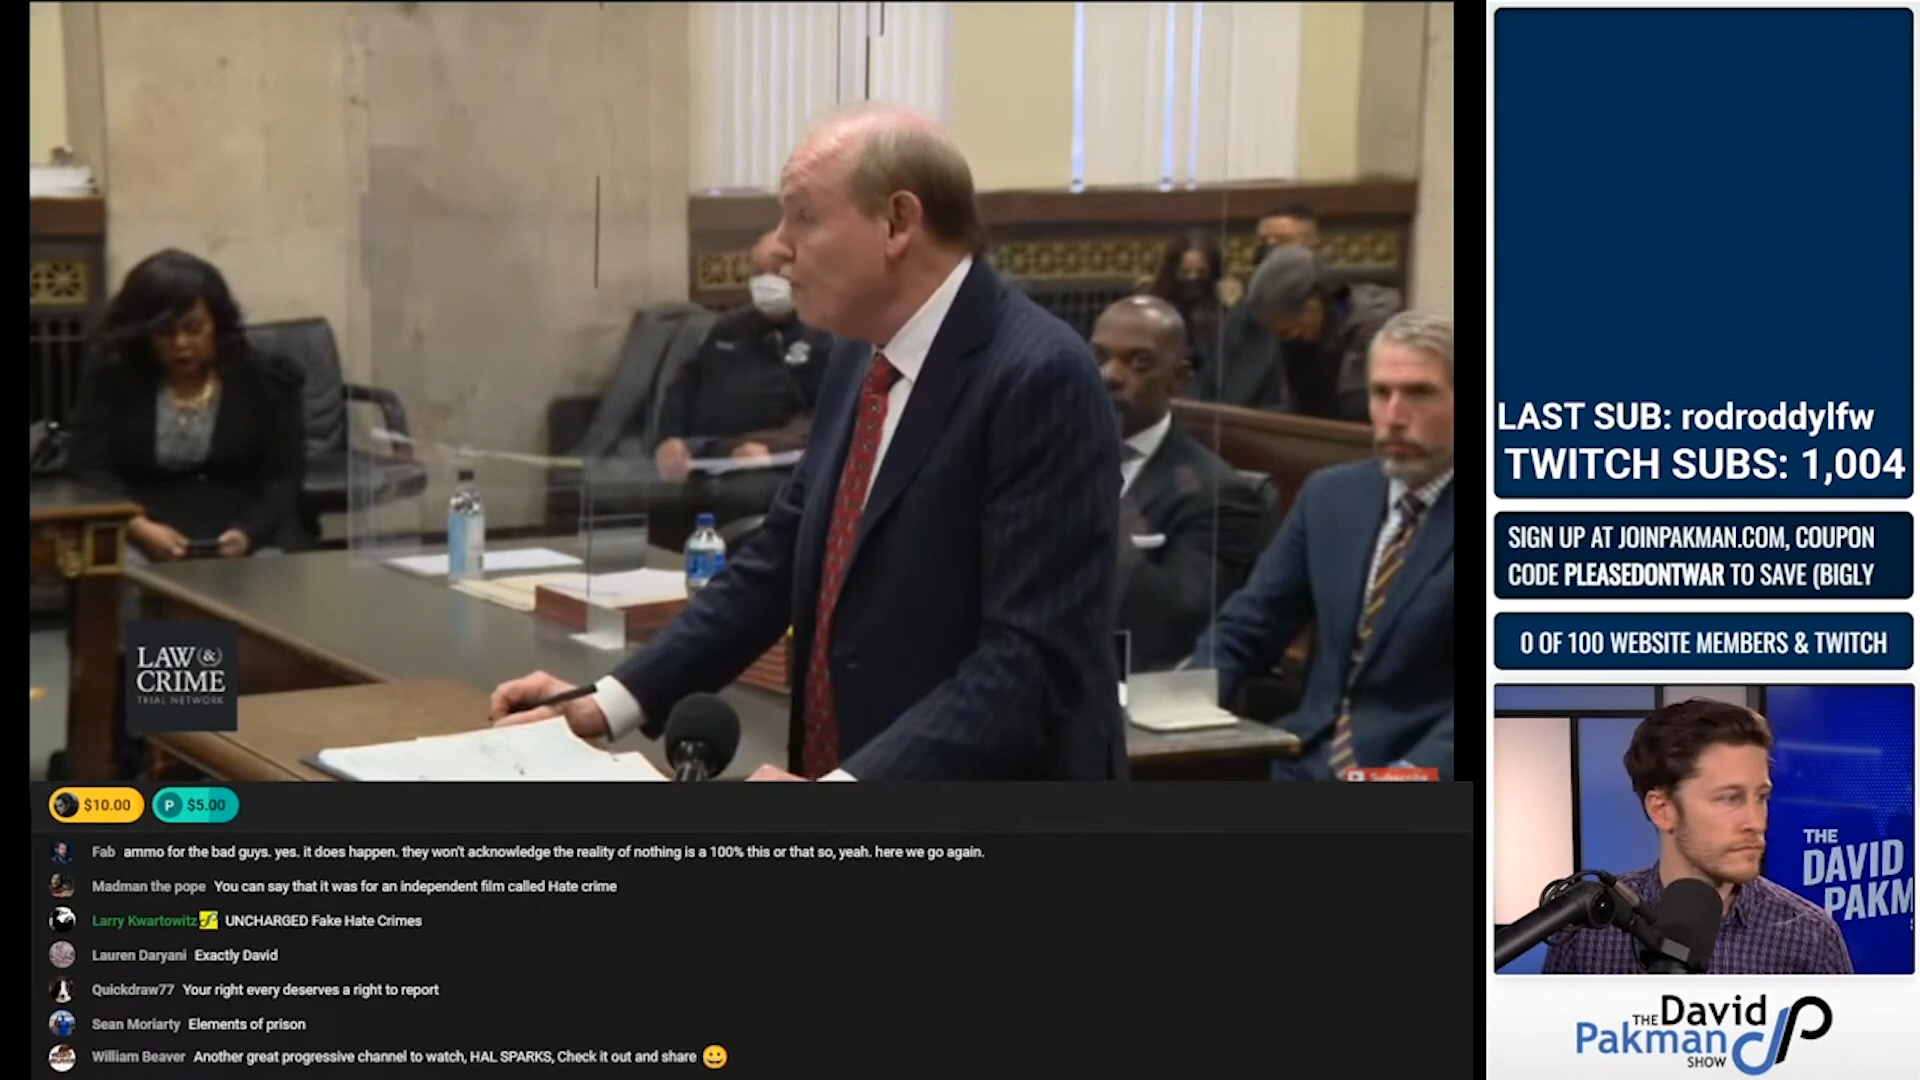 LAW & CRIME
TRIAL NETWORK
Subscribe
$10.00
P $5.00
Fab ammo for the bad guys. yes. it does happen. they won't acknowledge the reality of nothing is a 100% this or that so, yeah. here we go again.
Madman the pope You can say that it was for an independent film called Hate crime
Larry Kwartowitz UNCHARGED Fake Hate Crimes
Lauren Daryani Exactly David
Quickdraw77 Your right every deserves a right to report
Sean Moriarty Elements of prison
William Beaver Another great progressive channel to watch, HAL SPARKS, Check it out and share
LAST SUB: rodroddylfw
TWITCH SUBS: 1,004
SIGN UP AT JOINPAKMAN.COM, COUPON
CODE PLEASEDONTWAR TO SAVE (BIGLY
0 OF 100 WEBSITE MEMBERS & TWITCH
THE
DAVID
PAKM
THE David
Pakman
SHOW